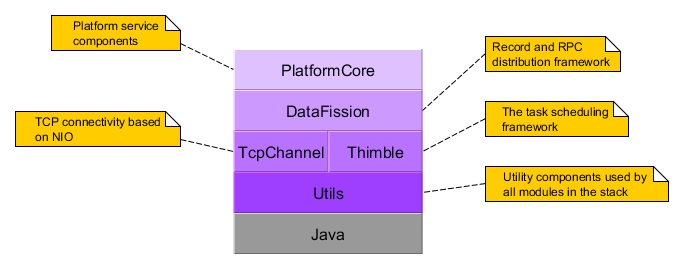 Platform service
components
Record and RPC
distribution framework
PlatformCore
DataFission
TCP connectivity based
on NIO
The task scheduling
framework
TcpChannel
Thimble
Utility components used by
all modules in the stack
Utils
Java